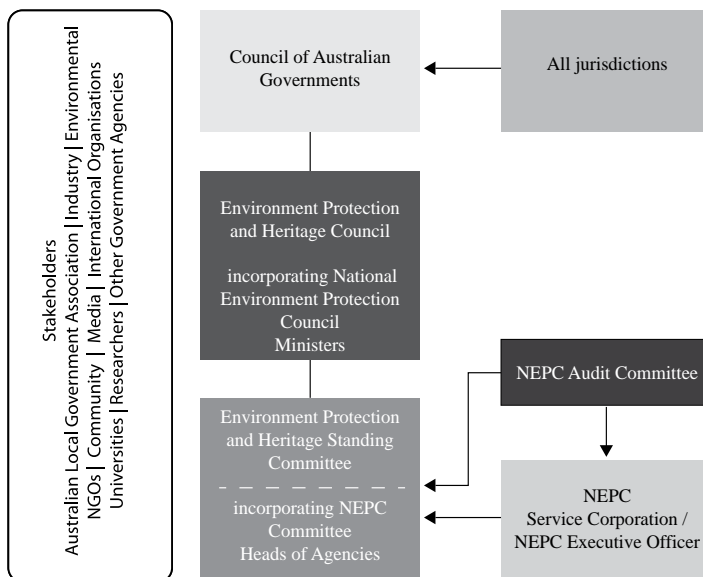 Stakeholders
Australian Local Government Association | Industry | Environmental
NGOs | Community | Media | International Organisations
Universities | Researchers | Other Government Agencies
Council of Australian
Governments
All jurisdictions
Environment Protection
and Heritage Council
incorporating National
Environment Protection
Council
Ministers
NEPC Audit Committee
Environment Protection
and Heritage Standing
Committee
incorporating NEPC
Committee
Heads of Agencies
NEPC
Service Corporation /
NEPC Executive Officer